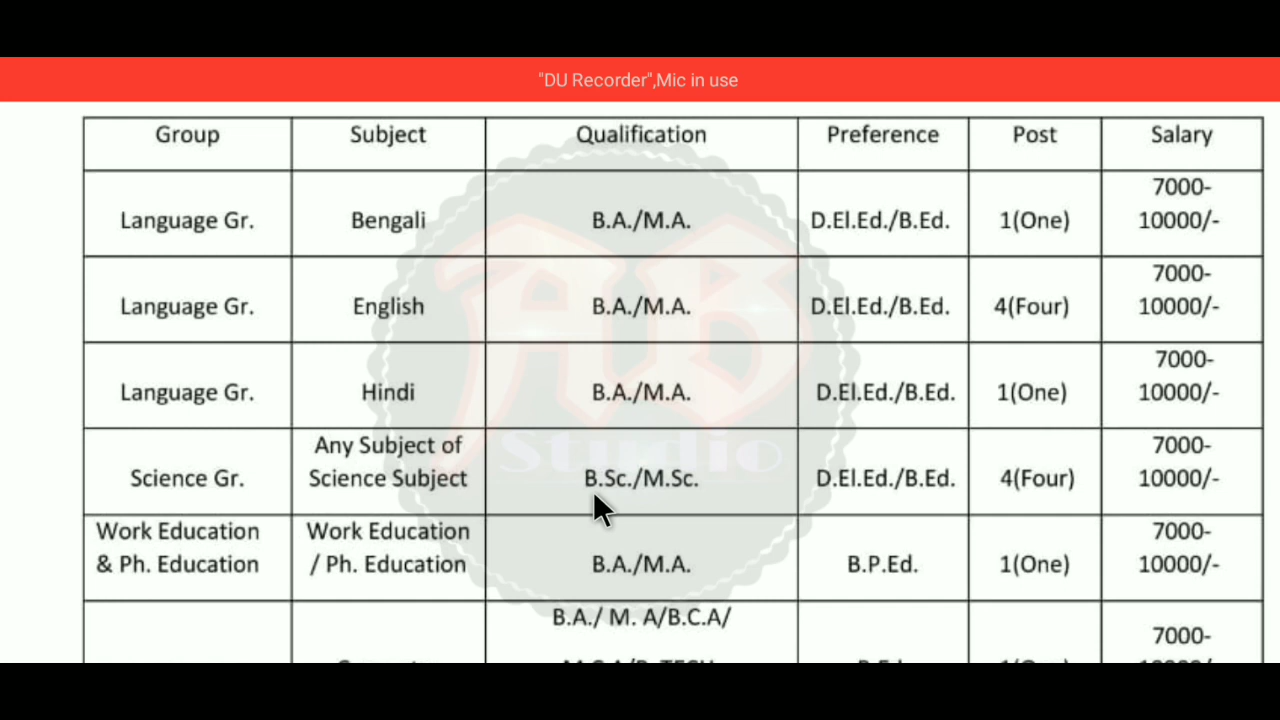 "DU Recorder",Mic in use
Group Subject Qualification Preference Post Salary
7000-
Language Gr. Bengali B.A./M.A. D.El.Ed./B.Ed. 1(One) 10000/-
7000-
Language Gr. English B.A./M.A. D.El.Ed./B.Ed. 4(Four) 10000/-
7000-
Language Gr. Hindi B.A./M.A. D.El.Ed./B.Ed. 1(One) 10000/-
Any Subject of 7000-
Science Gr. Science Subject B.Sc./M.Sc. D.El.Ed./B.Ed. 4(Four) 10000/-
Work Education Work Education 7000-
& Ph. Education / Ph. Education B.A./M.A. B.P.Ed. 1(One) 10000/-
B.A./ M. A/B.C.A/
7000-
AB
Studio